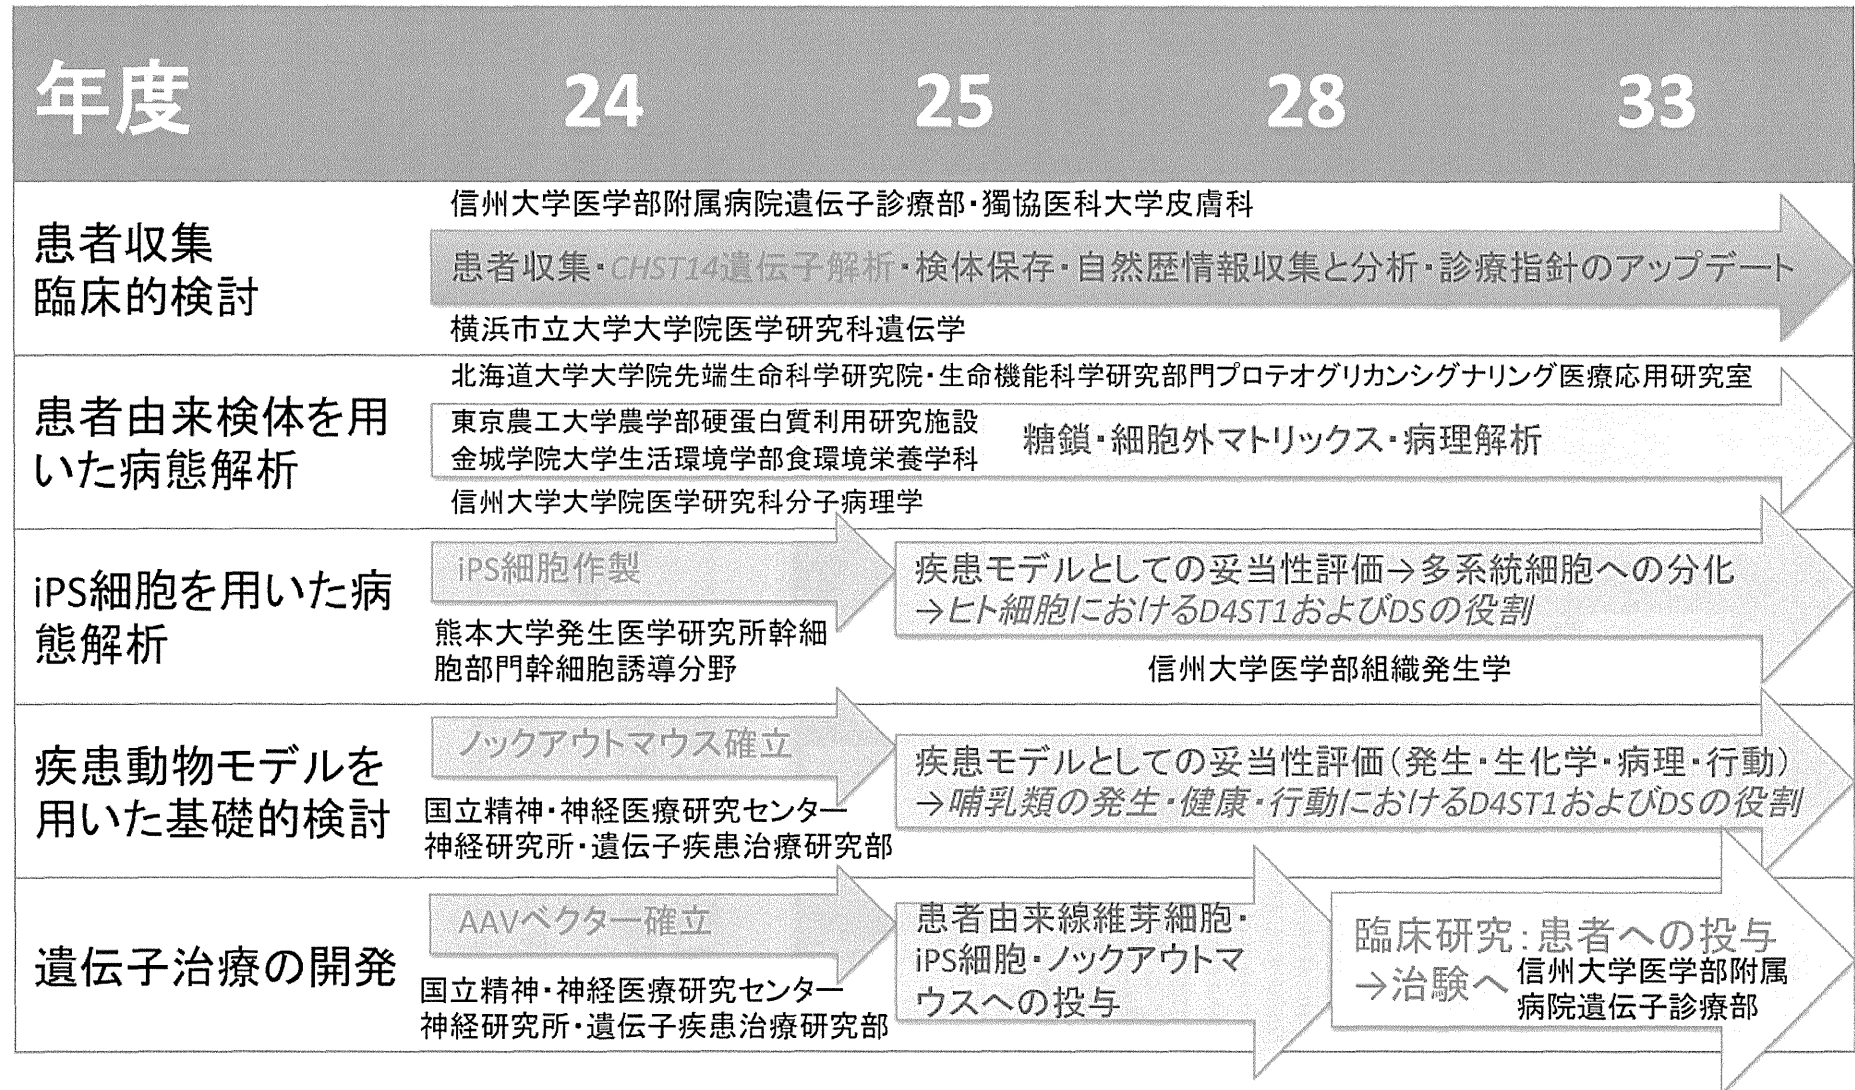 年度 24 25 28 33
患者収集
臨床的検討
信州大学医学部附属病院遺伝子診療部・獨協医科大学皮膚科
患者収集・CHST14遺伝子解析・検体保存・自然歴情報収集と分析・診療指針のアップデート
横浜市立大学大学院医学研究科遺伝学
患者由来検体を用
いた病態解析
北海道大学大学院先端生命科学研究院・生命機能科学研究部門プロテオグリカンシグナリング医療応用研究室
東京農工大学農学部硬蛋白質利用研究施設
金城学院大学生活環境学部食環境栄養学科
糖鎖・細胞外マトリックス・病理解析
信州大学大学院医学研究科分子病理学
iPS細胞を用いた病
態解析
iPS細胞作製
熊本大学発生医学研究所幹細
胞部門幹細胞誘導分野
疾患モデルとしての妥当性評価→多系統細胞への分化
→ヒト細胞におけるD4ST1およびDSの役割
信州大学医学部組織発生学
疾患動物モデルを
用いた基礎的検討
ノックアウトマウス確立
国立精神・神経医療研究センター
神経研究所・遺伝子疾患治療研究部
疾患モデルとしての妥当性評価(発生・生化学・病理・行動)
→哺乳類の発生・健康・行動におけるD4ST1およびDSの役割
遺伝子治療の開発
AAVベクター確立
国立精神・神経医療研究センター
神経研究所・遺伝子疾患治療研究部
患者由来線維芽細胞・
iPS細胞・ノックアウトマ
ウスへの投与
臨床研究:患者への投与
→治験へ
信州大学医学部附属
病院遺伝子診療部